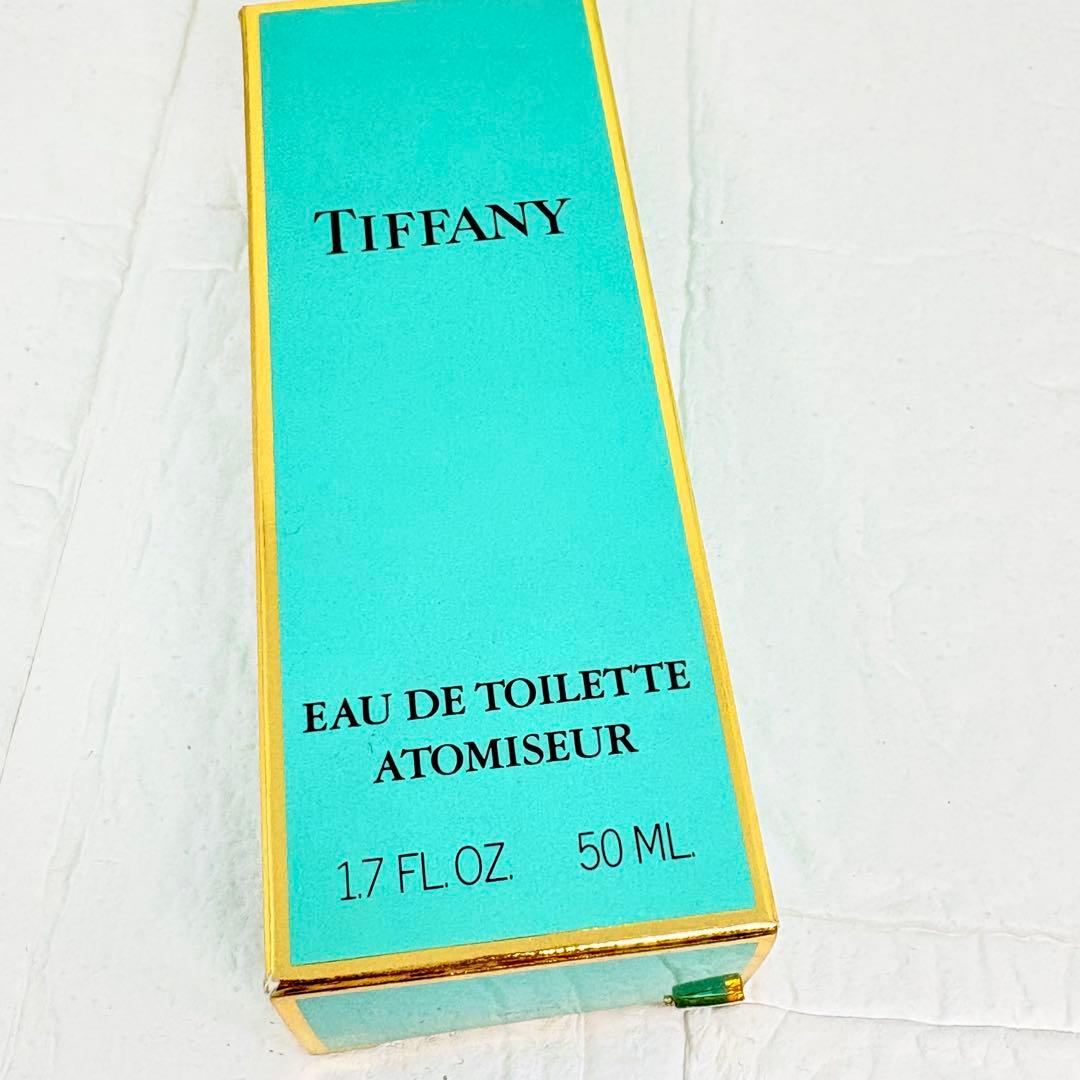 TIFFANY
EAU DE TOILETTE
ATOMISEUR
1.7 FL. OZ. 50 ML.